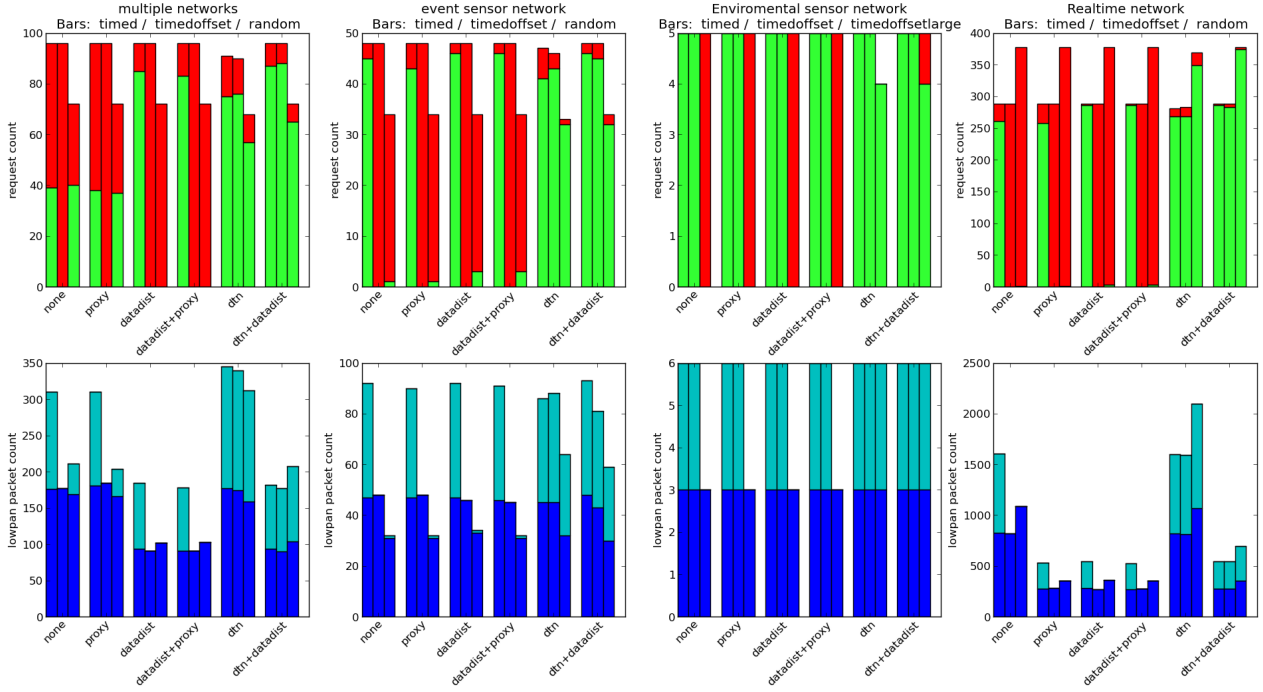 multiple networks
Bars: timed / timedoffset / random
event sensor network
Bars: timed / timedoffset / random
Enviromental sensor network
Bars: timed / timedoffset / timedoffsetlarge
Realtime network
Bars: timed / timedoffset / random
request count
100
80
60
40
20
0
none
proxy
datadist
datadist+proxy
dtn
dtn+datadist
request count
50
40
30
20
10
0
none
proxy
datadist
datadist+proxy
dtn
dtn+datadist
request count
5
4
3
2
1
0
none
proxy
datadist
datadist+proxy
dtn
dtn+datadist
request count
400
350
300
250
200
150
100
50
0
none
proxy
datadist
datadist+proxy
dtn
dtn+datadist
lowpan packet count
350
300
250
200
150
100
50
0
none
proxy
datadist
datadist+proxy
dtn
dtn+datadist
lowpan packet count
100
80
60
40
20
0
none
proxy
datadist
datadist+proxy
dtn
dtn+datadist
lowpan packet count
6
5
4
3
2
1
0
none
proxy
datadist
datadist+proxy
dtn
dtn+datadist
lowpan packet count
2500
2000
1500
1000
500
0
none
proxy
datadist
datadist+proxy
dtn
dtn+datadist